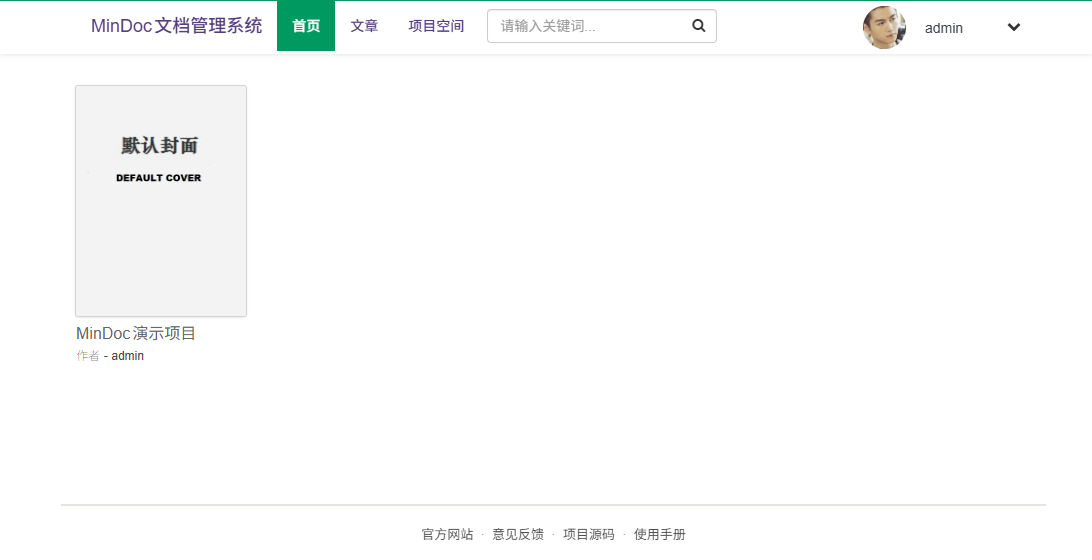 MinDoc文档管理系统 首页 文章 项目空间 请输入关键词... admin
默认封面
DEFAULT COVER
MinDoc演示项目
作者 - admin
官方网站 · 意见反馈 · 项目源码 · 使用手册